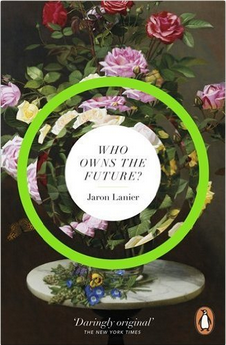 WHO
OWNS THE
FUTURE?
Jaron Lanier
'Daringly original'
THE NEW YORK TIMES